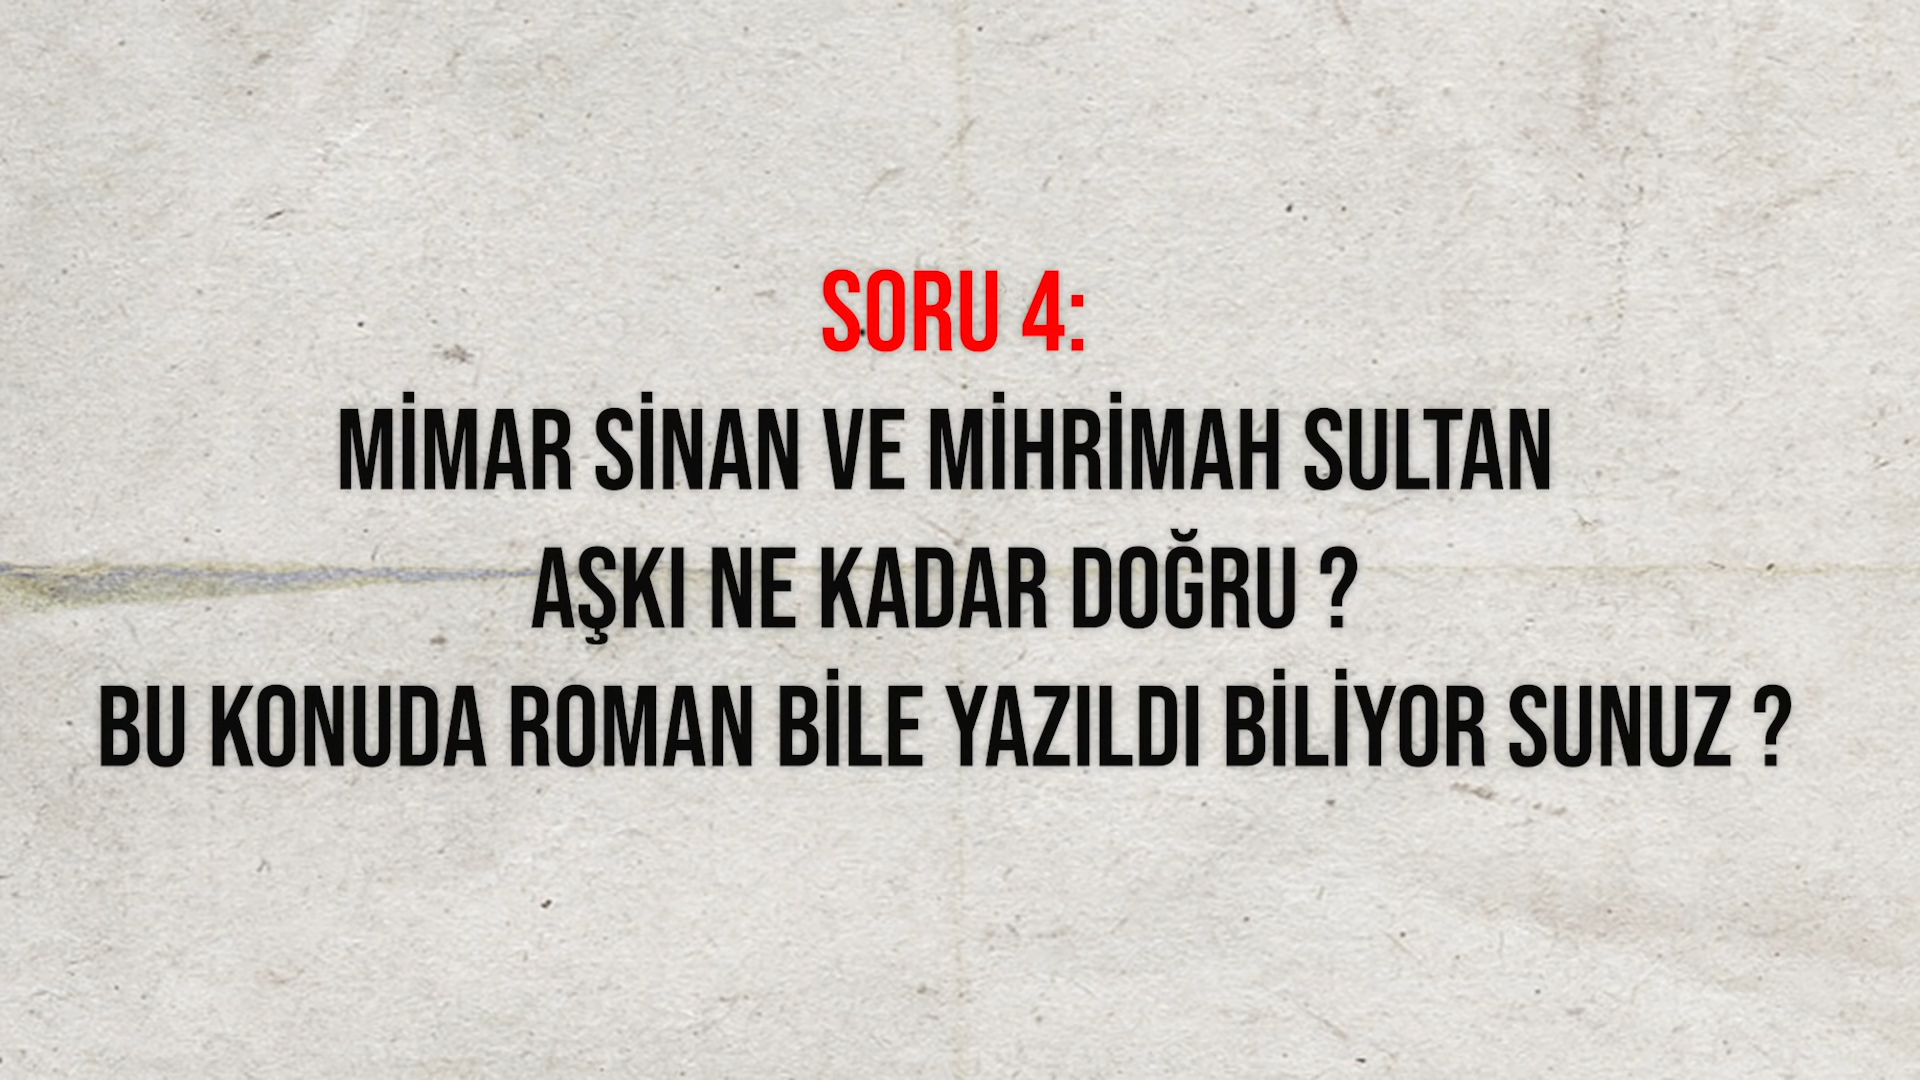 SORU 4:
MİMAR SİNAN VE MİHRİMAH SULTAN
AŞKI NE KADAR DOĞRU ?
BU KONUDA ROMAN BİLE YAZILDI BİLİYOR SUNUZ ?